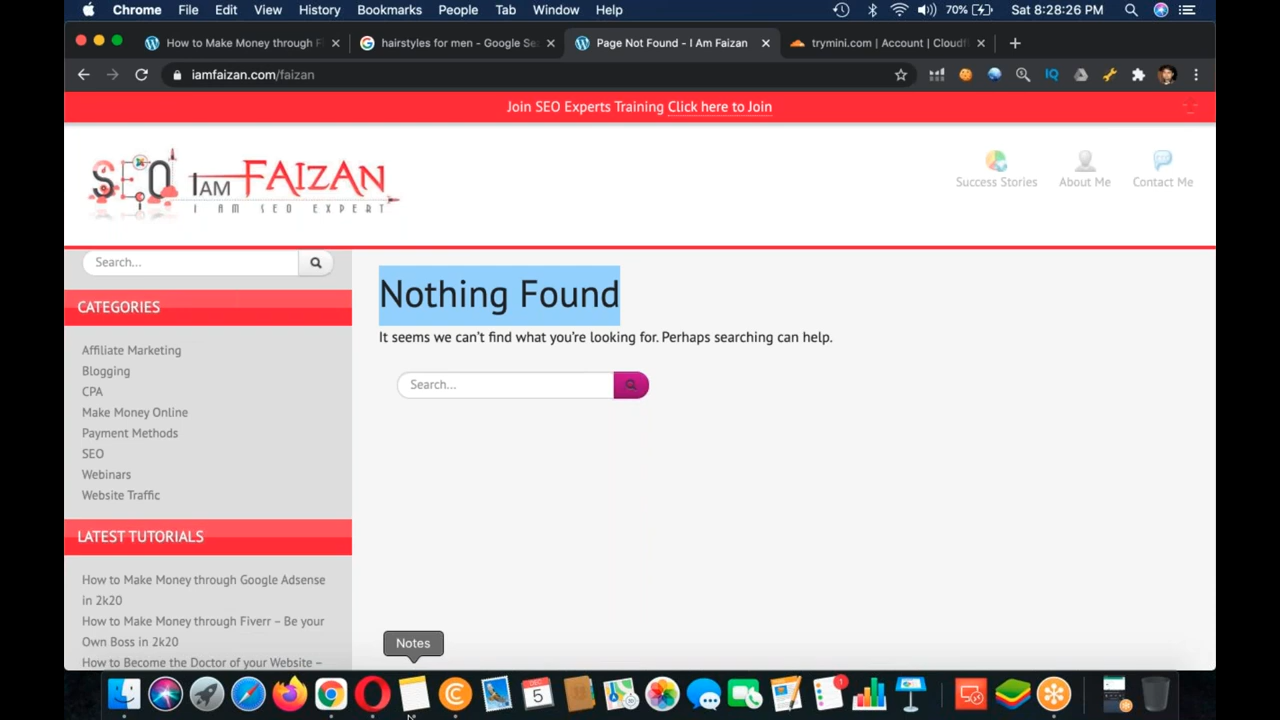 Chrome File Edit View History Bookmarks People Tab Window Help 70% Sat 8:28:26 PM
How to Make Money through F
hairstyles for men - Google Se
Page Not Found - I Am Faizan
trymini.com | Account | Cloudf
iamfaizan.com/faizan
Join SEO Experts Training Click here to Join
SEO I AM FAIZAN
I AM SEO EXPERT
Success Stories
About Me
Contact Me
Search...
CATEGORIES
Affiliate Marketing
Blogging
CPA
Make Money Online
Payment Methods
SEO
Webinars
Website Traffic
LATEST TUTORIALS
How to Make Money through Google Adsense
in 2k20
How to Make Money through Fiverr – Be your
Own Boss in 2k20
How to Become the Doctor of your Website –
Nothing Found
It seems we can't find what you're looking for. Perhaps searching can help.
Search...
Notes
DEC
5
1